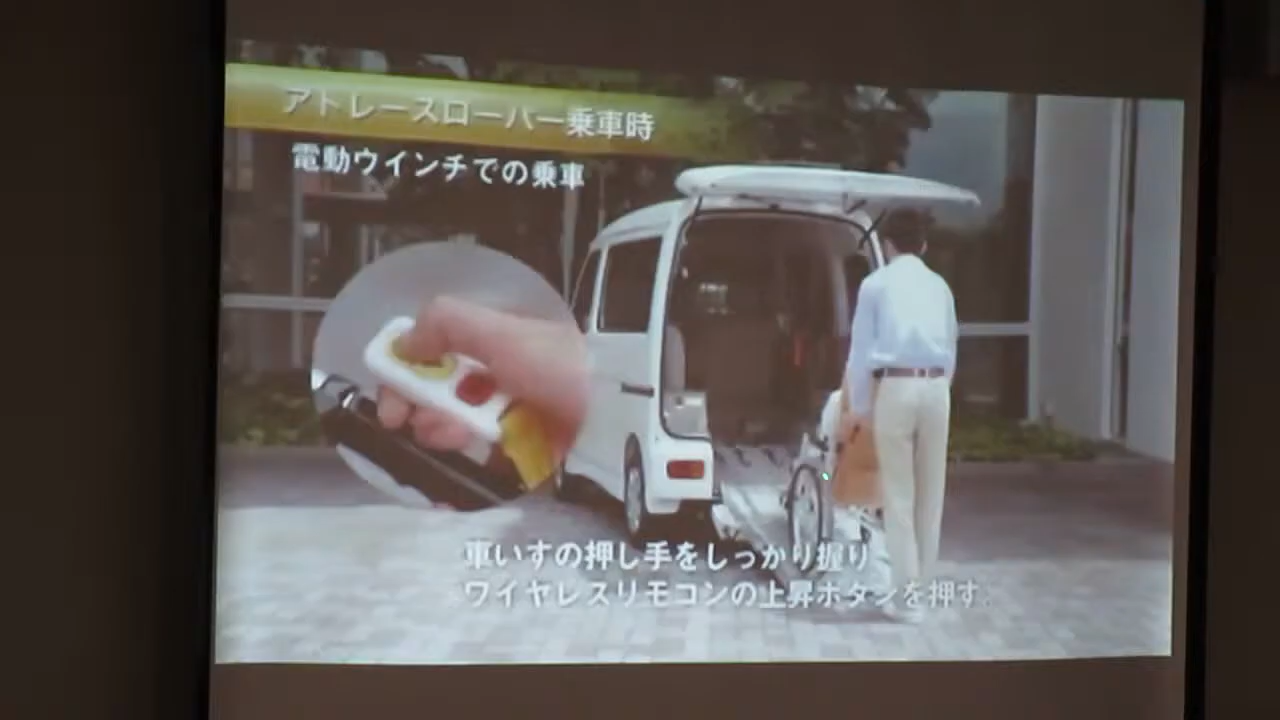 アトレースローパー乗車時
電動ウインチでの乗車
車いすの押し手をしっかり握り
ワイヤレスリモコンの上昇ボタンを押す。